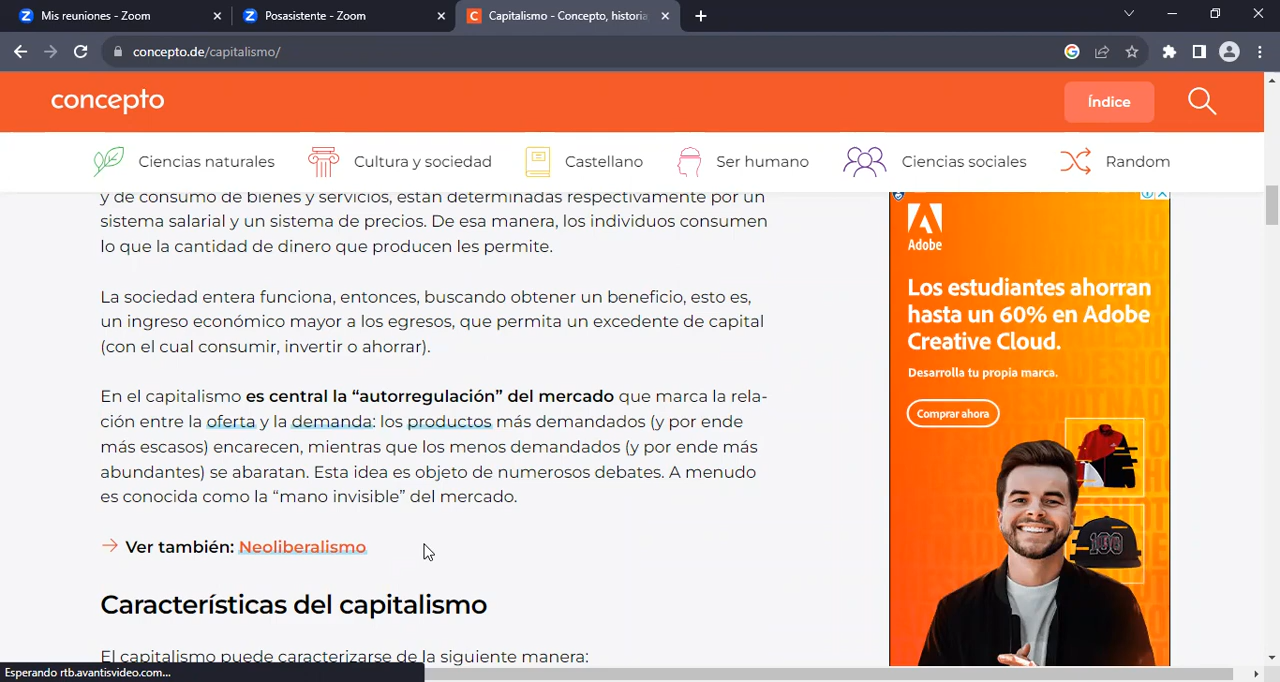 Mis reuniones - Zoom
Posasistente - Zoom
Capitalismo - Concepto, historia,
concepto.de/capitalismo/
concepto
Índice
Ciencias naturales
Cultura y sociedad
Castellano
Ser humano
Ciencias sociales
Random
y de consumo de bienes y servicios, están determinadas respectivamente por un
sistema salarial y un sistema de precios. De esa manera, los individuos consumen
lo que la cantidad de dinero que producen les permite.
La sociedad entera funciona, entonces, buscando obtener un beneficio, esto es,
un ingreso económico mayor a los egresos, que permita un excedente de capital
(con el cual consumir, invertir o ahorrar).
En el capitalismo es central la “autorregulación” del mercado que marca la rela-
ción entre la oferta y la demanda: los productos más demandados (y por ende
más escasos) encarecen, mientras que los menos demandados (y por ende más
abundantes) se abaratan. Esta idea es objeto de numerosos debates. A menudo
es conocida como la “mano invisible” del mercado.
→ Ver también: Neoliberalismo
Características del capitalismo
El capitalismo puede caracterizarse de la siguiente manera:
Adobe
Los estudiantes ahorran
hasta un 60% en Adobe
Creative Cloud.
Desarrolla tu propia marca.
Comprar ahora
100
Esperando rtb.avantisvideo.com...